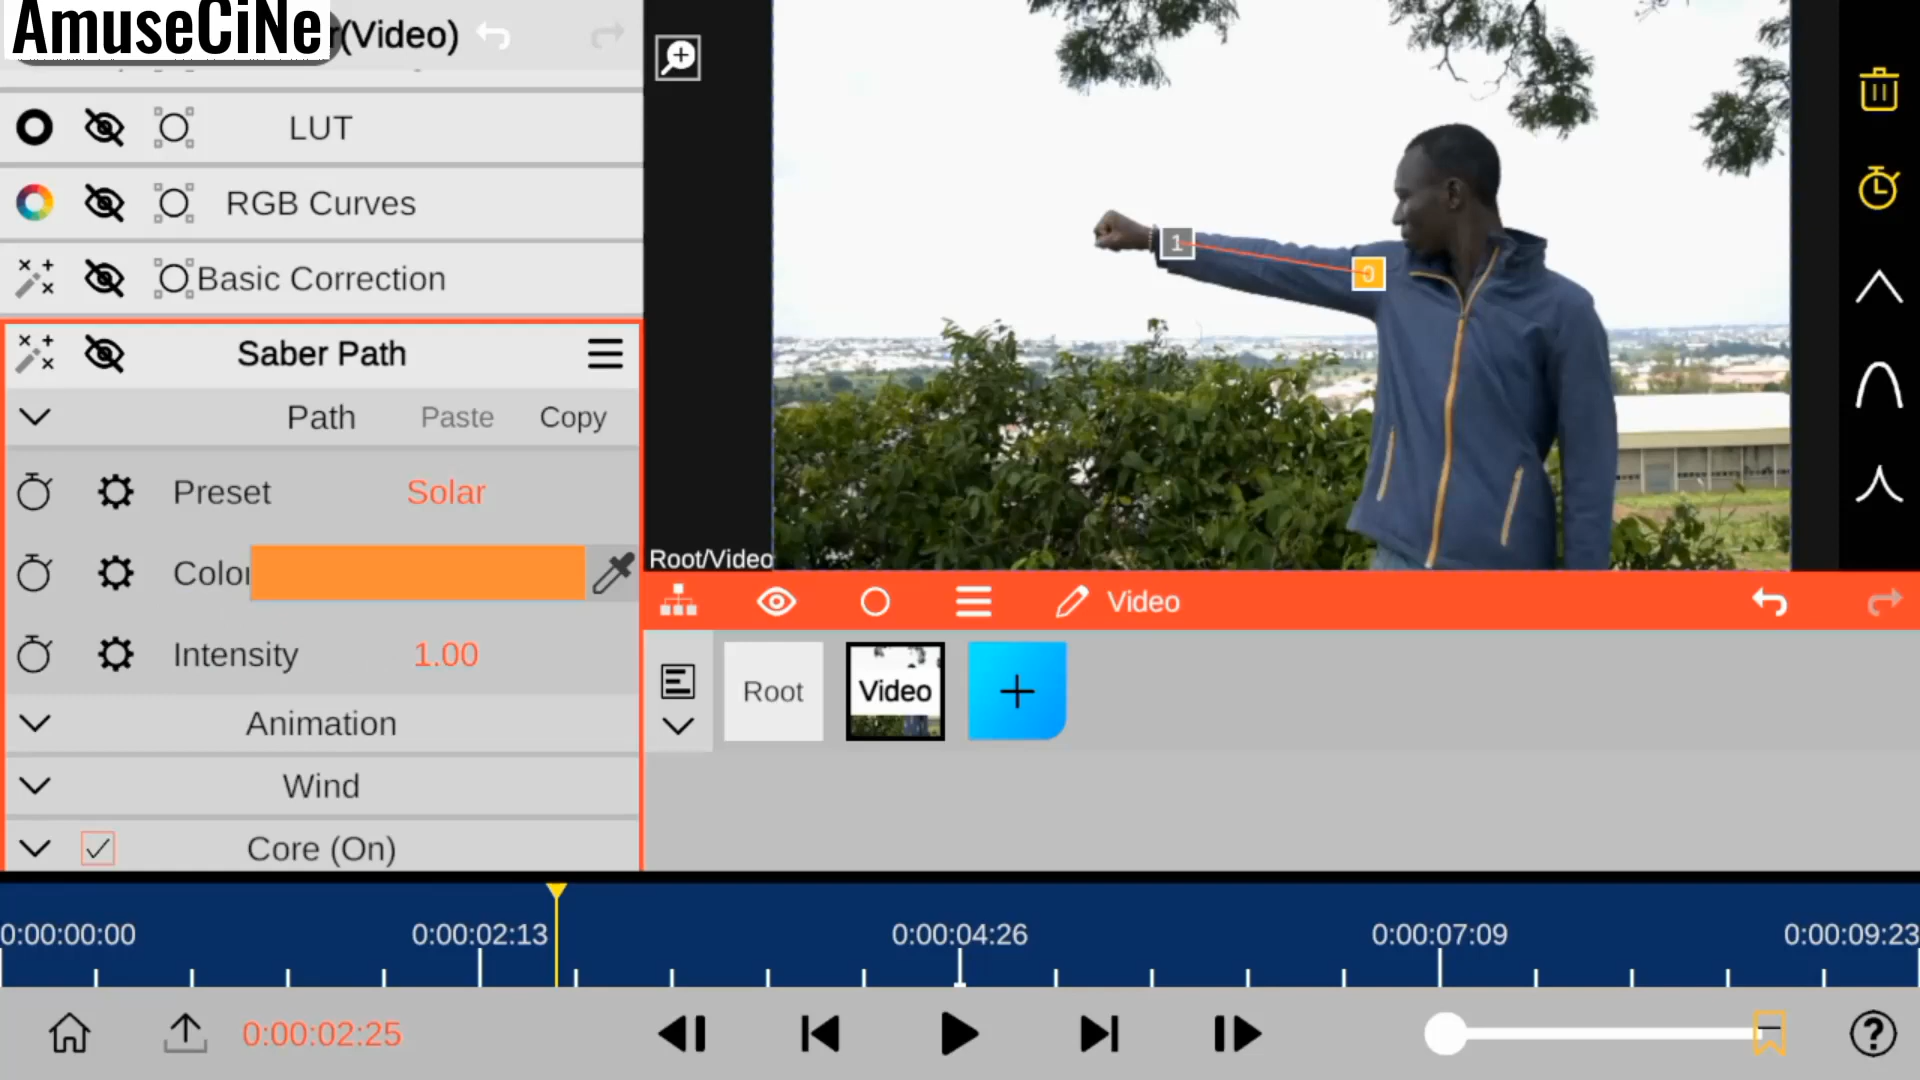 AmuseCiNe
r(Video)
LUT
RGB Curves
Basic Correction
Saber Path
Path Paste Copy
Preset Solar
Color
Intensity 1.00
Animation
Wind
Core (On)
1
0
Root/Video
Video
Root
Video
0:00:00:00 0:00:02:13 0:00:04:26 0:00:07:09 0:00:09:23
0:00:02:25